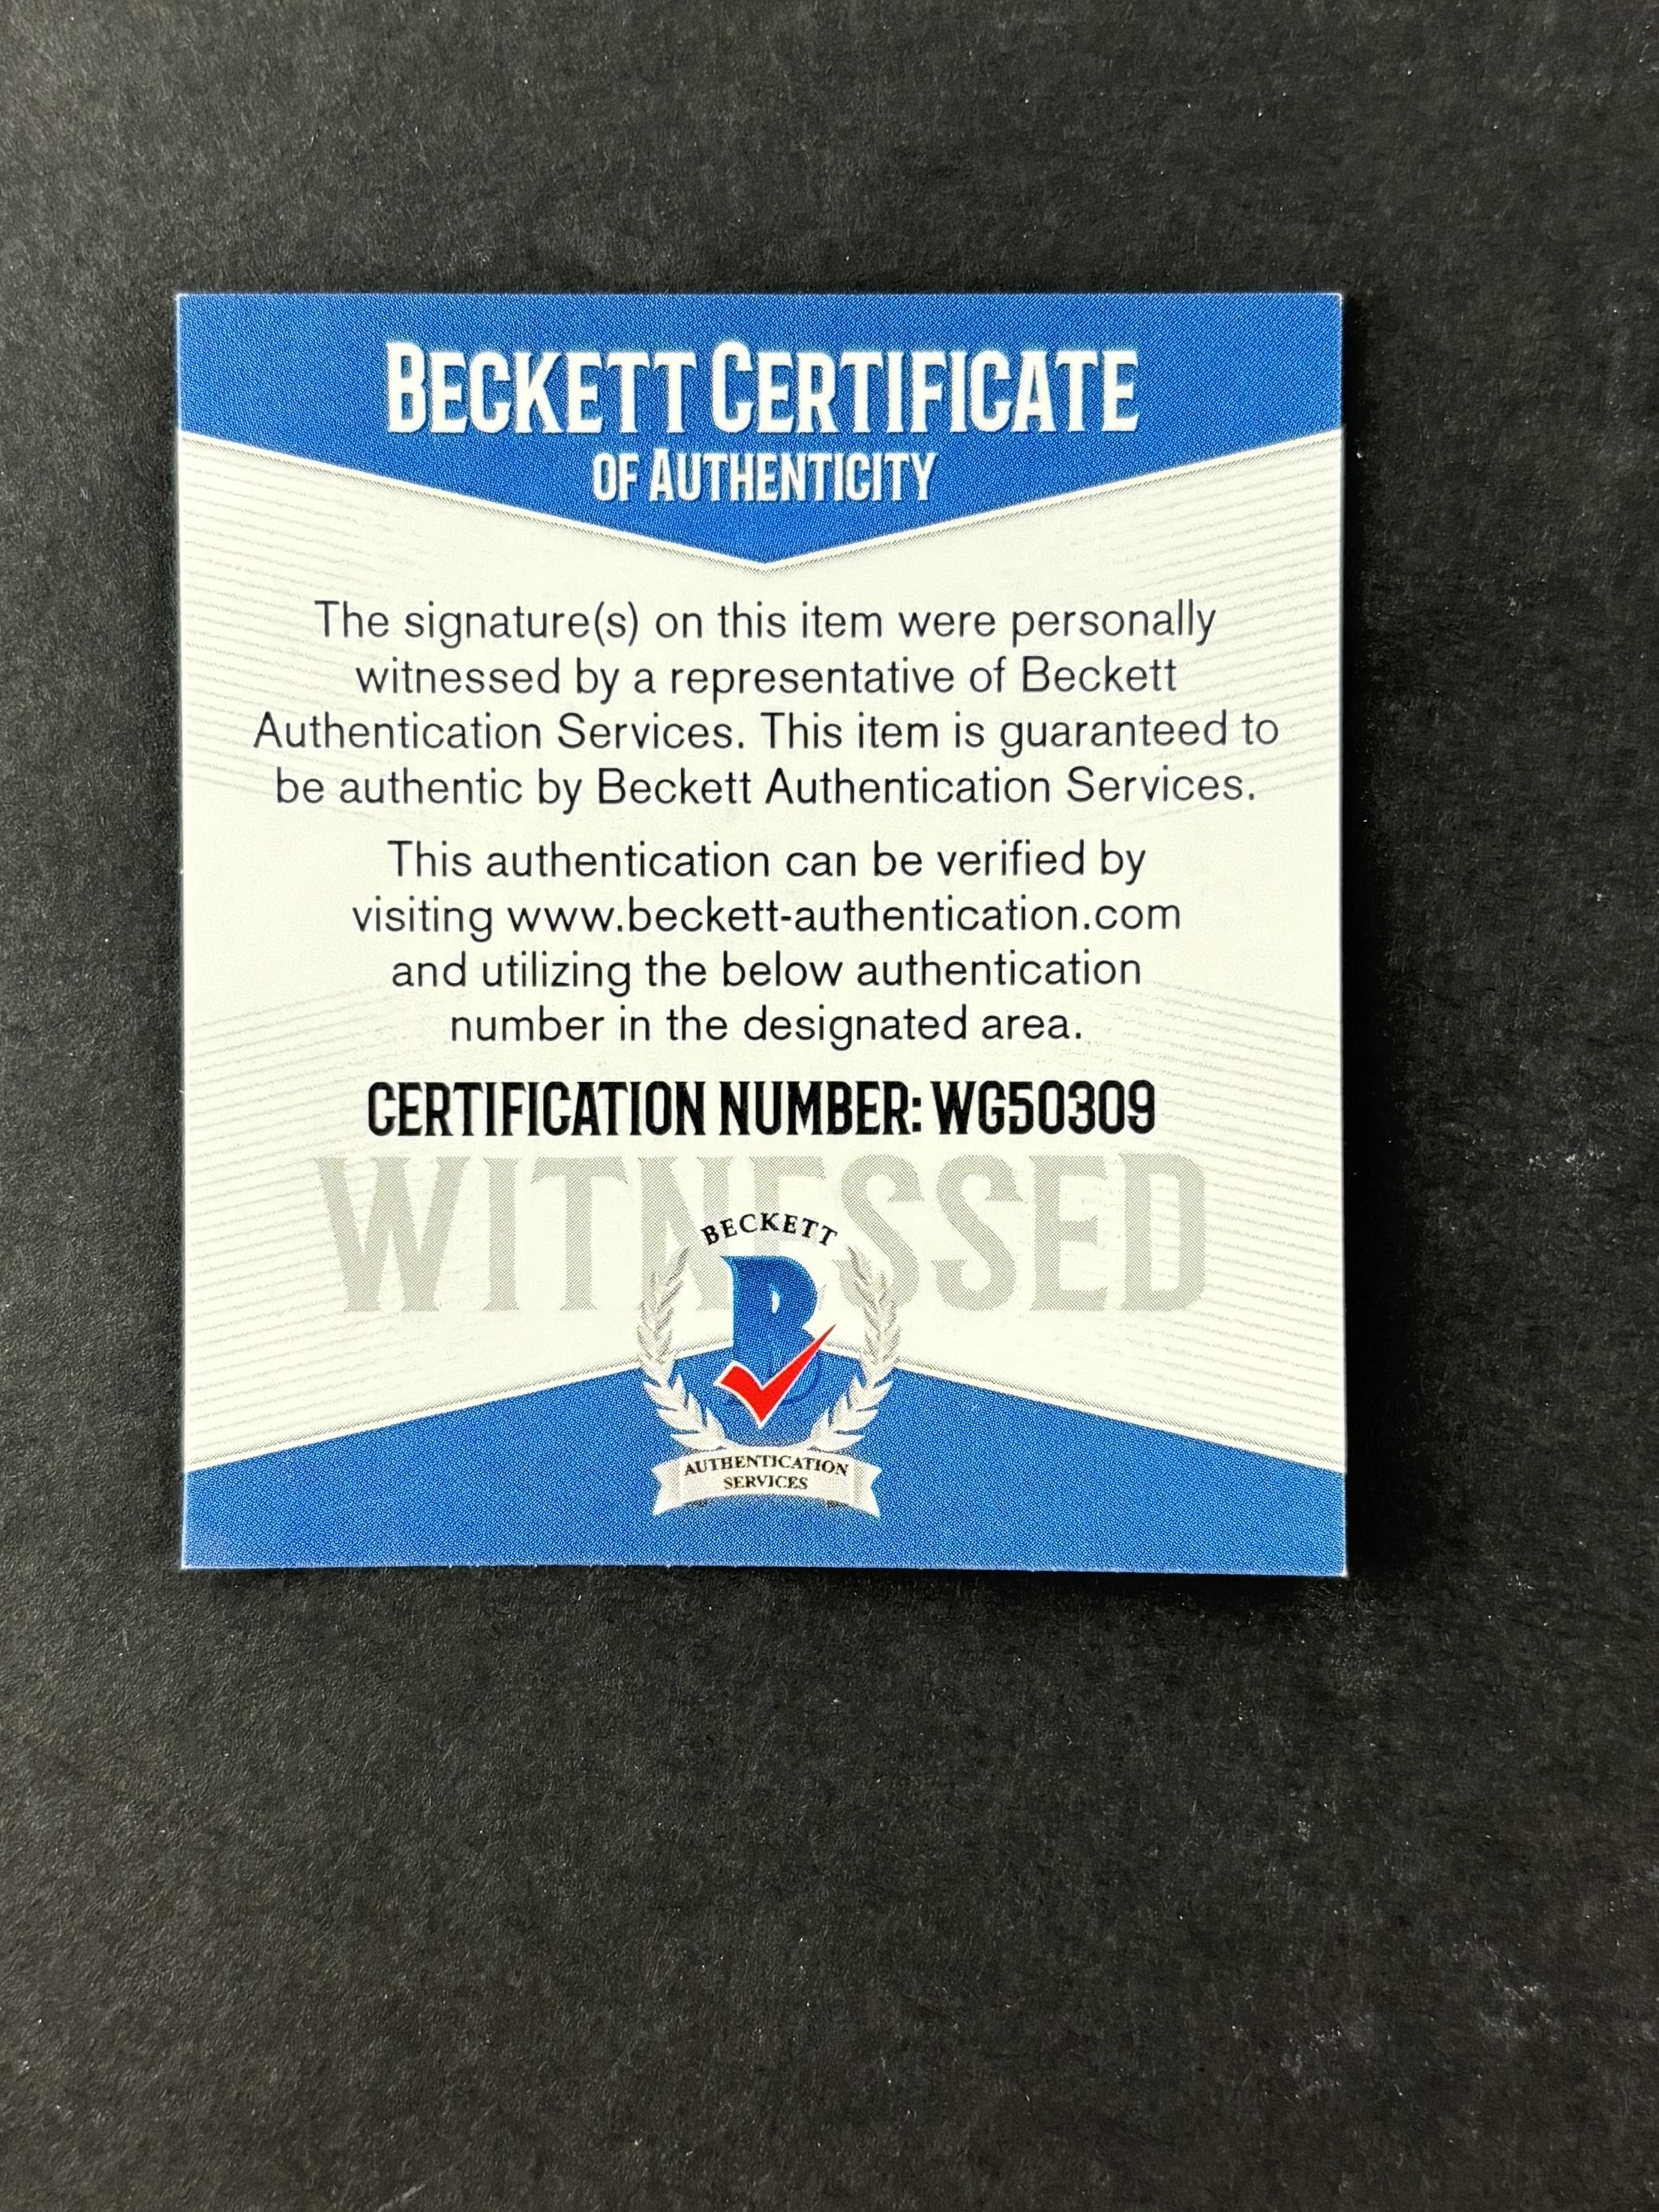 BECKETT CERTIFICATE
OF AUTHENTICITY
The signature(s) on this item were personally
witnessed by a representative of Beckett
Authentication Services. This item is guaranteed to
be authentic by Beckett Authentication Services.
This authentication can be verified by
visiting www.beckett-authentication.com
and utilizing the below authentication
number in the designated area.
CERTIFICATION NUMBER: WG50309
WITNESSED
BECKETT
B
AUTHENTICATION
SERVICES